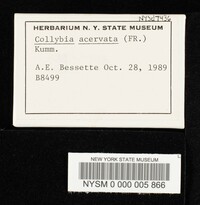 NYSf7436
HERBARIUM N. Y. STATE MUSEUM
Collybia acervata (FR.)
Kumm.
A.E. Bessette Oct. 28, 1989
B8499
NEW YORK STATE MUSEUM
NYSM 0 000 005 866